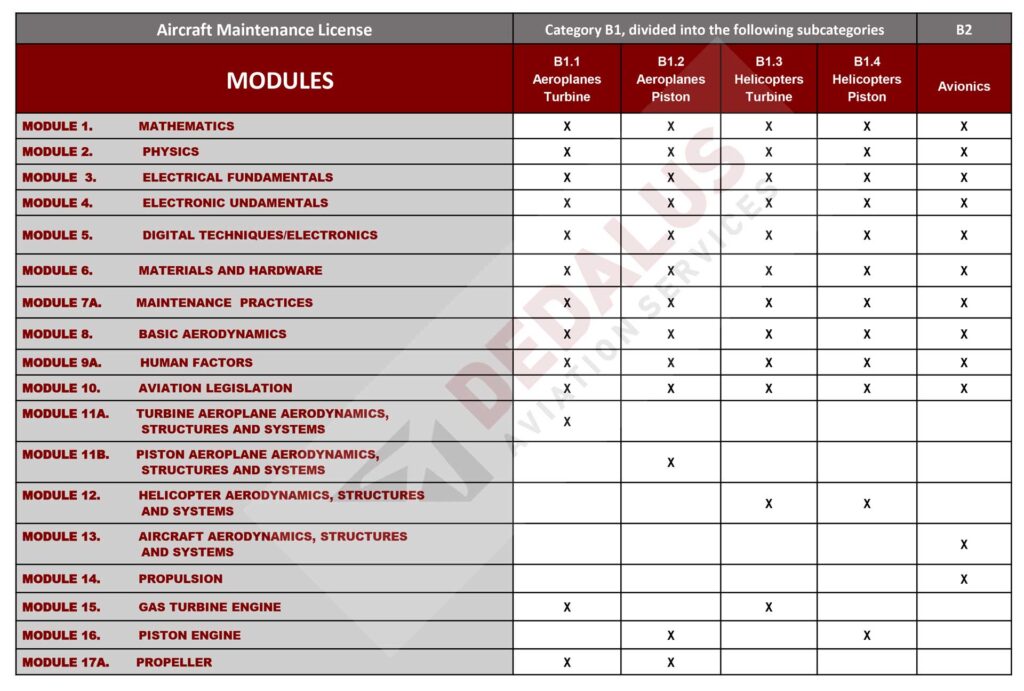 Aircraft Maintenance License Category B1, divided into the following subcategories B2
MODULES B1.1 Aeroplanes Turbine B1.2 Aeroplanes Piston B1.3 Helicopters Turbine B1.4 Helicopters Piston Avionics
MODULE 1. MATHEMATICS X X X X X
MODULE 2. PHYSICS X X X X X
MODULE 3. ELECTRICAL FUNDAMENTALS X X X X X
MODULE 4. ELECTRONIC UNDAMENTALS X X X X X
MODULE 5. DIGITAL TECHNIQUES/ELECTRONICS X X X X X
MODULE 6. MATERIALS AND HARDWARE X X X X X
MODULE 7A. MAINTENANCE PRACTICES X X X X X
MODULE 8. BASIC AERODYNAMICS X X X X X
MODULE 9A. HUMAN FACTORS X X X X X
MODULE 10. AVIATION LEGISLATION X X X X X
MODULE 11A. TURBINE AEROPLANE AERODYNAMICS,
STRUCTURES AND SYSTEMS X
MODULE 11B. PISTON AEROPLANE AERODYNAMICS,
STRUCTURES AND SYSTEMS X
MODULE 12. HELICOPTER AERODYNAMICS, STRUCTURES
AND SYSTEMS X X
MODULE 13. AIRCRAFT AERODYNAMICS, STRUCTURES
AND SYSTEMS X
MODULE 14. PROPULSION X
MODULE 15. GAS TURBINE ENGINE X X
MODULE 16. PISTON ENGINE X X
MODULE 17A. PROPELLER X X
DEDALUS
AVIATION SERVICES